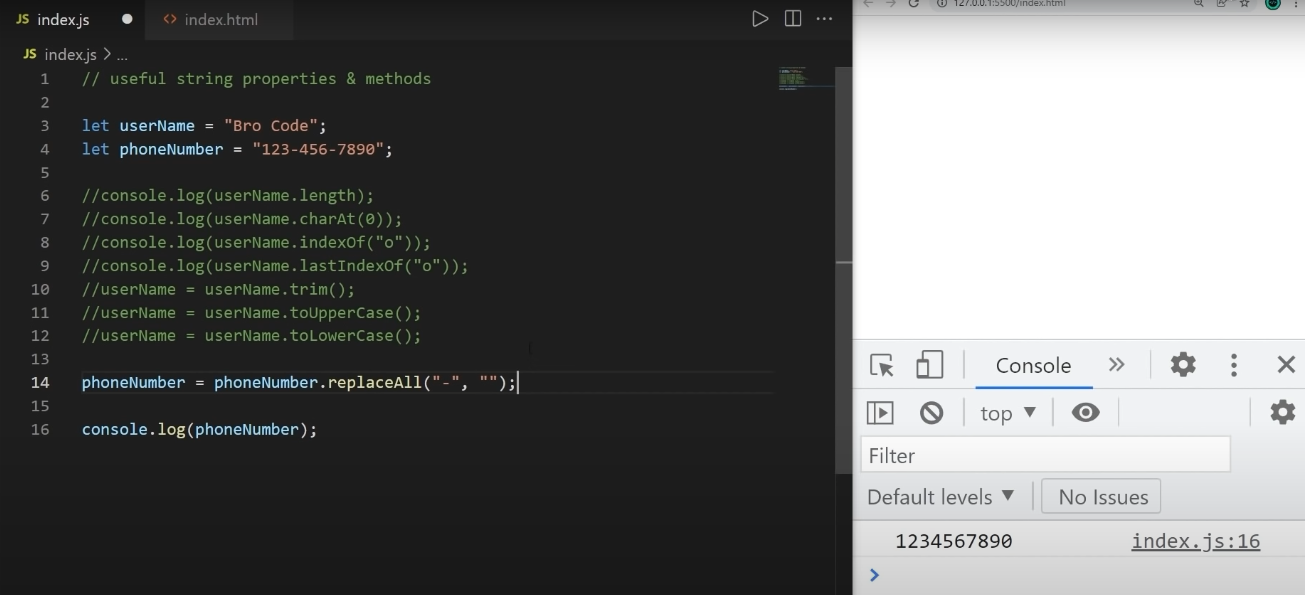 JS index.js ● <> index.html
JS index.js > ...
1 // useful string properties & methods
2
3 let userName = "Bro Code";
4 let phoneNumber = "123-456-7890";
5
6 //console.log(userName.length);
7 //console.log(userName.charAt(0));
8 //console.log(userName.indexOf("o"));
9 //console.log(userName.lastIndexOf("o"));
10 //userName = userName.trim();
11 //userName = userName.toUpperCase();
12 //userName = userName.toLowerCase();
13
14 phoneNumber = phoneNumber.replaceAll("-", "");
15
16 console.log(phoneNumber);
127.0.0.1:5500/index.html
Console
top
Filter
Default levels No Issues
1234567890 index.js:16